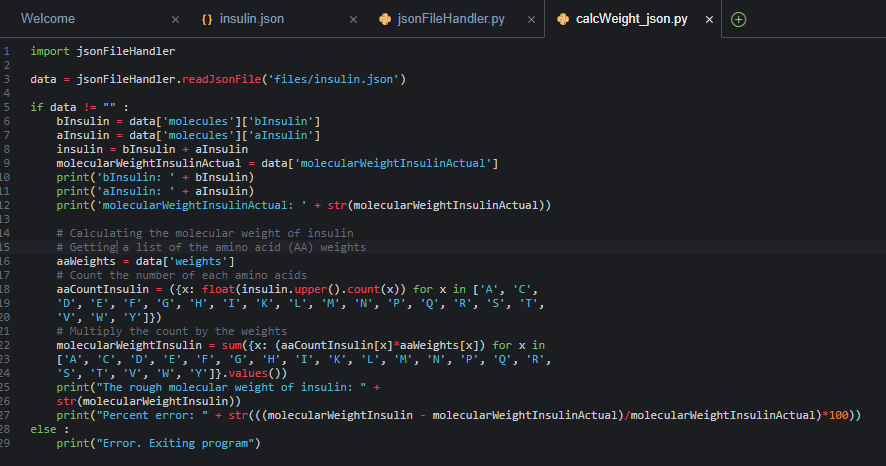 Welcome × {} insulin.json × jsonFileHandler.py × calcWeight_json.py ×
1 import jsonFileHandler
2
3 data = jsonFileHandler.readJsonFile('files/insulin.json')
4
5 if data != "" :
6     bInsulin = data['molecules']['bInsulin']
7     aInsulin = data['molecules']['aInsulin']
8     insulin = bInsulin + aInsulin
9     molecularWeightInsulinActual = data['molecularWeightInsulinActual']
10     print('bInsulin: ' + bInsulin)
11     print('aInsulin: ' + aInsulin)
12     print('molecularWeightInsulinActual: ' + str(molecularWeightInsulinActual))
13
14     # Calculating the molecular weight of insulin
15     # Getting a list of the amino acid (AA) weights
16     aaWeights = data['weights']
17     # Count the number of each amino acids
18     aaCountInsulin = ({x: float(insulin.upper().count(x)) for x in ['A', 'C',
19     'D', 'E', 'F', 'G', 'H', 'I', 'K', 'L', 'M', 'N', 'P', 'Q', 'R', 'S', 'T',
20     'V', 'W', 'Y']})
21     # Multiply the count by the weights
22     molecularWeightInsulin = sum({x: (aaCountInsulin[x]*aaWeights[x]) for x in
23     ['A', 'C', 'D', 'E', 'F', 'G', 'H', 'I', 'K', 'L', 'M', 'N', 'P', 'Q', 'R',
24     'S', 'T', 'V', 'W', 'Y']}.values())
25     print("The rough molecular weight of insulin: " +
26     str(molecularWeightInsulin))
27     print("Percent error: " + str(((molecularWeightInsulin - molecularWeightInsulinActual)/molecularWeightInsulinActual)*100))
28 else :
29     print("Error. Exiting program")